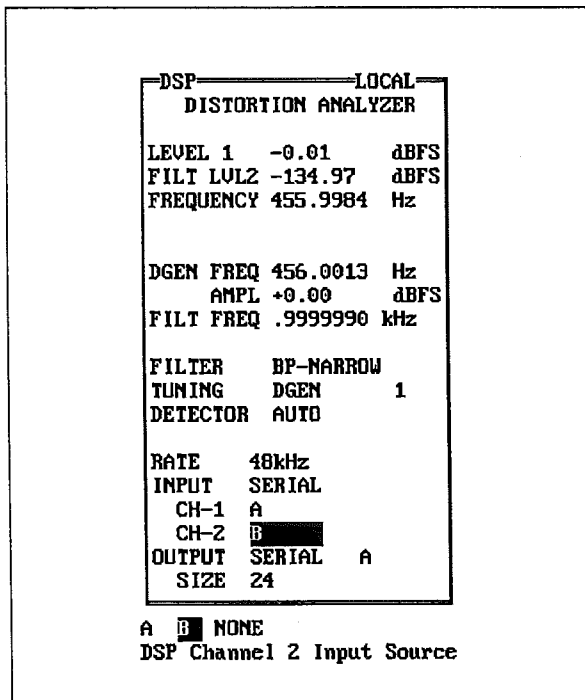 DSP LOCAL
DISTORTION ANALYZER
LEVEL 1 -0.01 dBFS
FILT LVL2 -134.97 dBFS
FREQUENCY 455.9984 Hz
DGEN FREQ 456.0013 Hz
AMPL +0.00 dBFS
FILT FREQ .9999990 kHz
FILTER BP-NARROW
TUNING DGEN 1
DETECTOR AUTO
RATE 48kHz
INPUT SERIAL
CH-1 A
CH-2 B
OUTPUT SERIAL A
SIZE 24
A B NONE
DSP Channel 2 Input Source